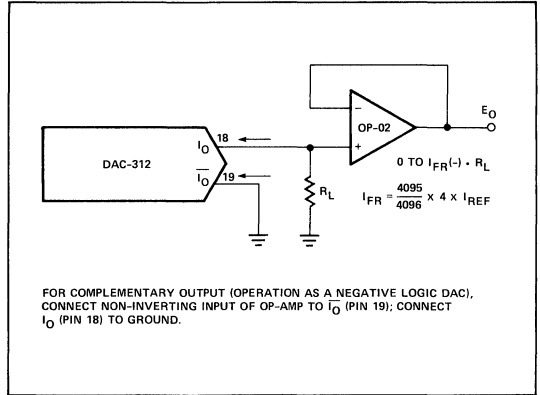 DAC-312
I_O
18
\overline{I_O}
19
R_L
−
+
OP-02
E_O
0 TO I_FR(−) • R_L
I_FR = 4095/4096 x 4 x I_REF
FOR COMPLEMENTARY OUTPUT (OPERATION AS A NEGATIVE LOGIC DAC),
CONNECT NON-INVERTING INPUT OF OP-AMP TO \overline{I_O} (PIN 19); CONNECT
I_O (PIN 18) TO GROUND.